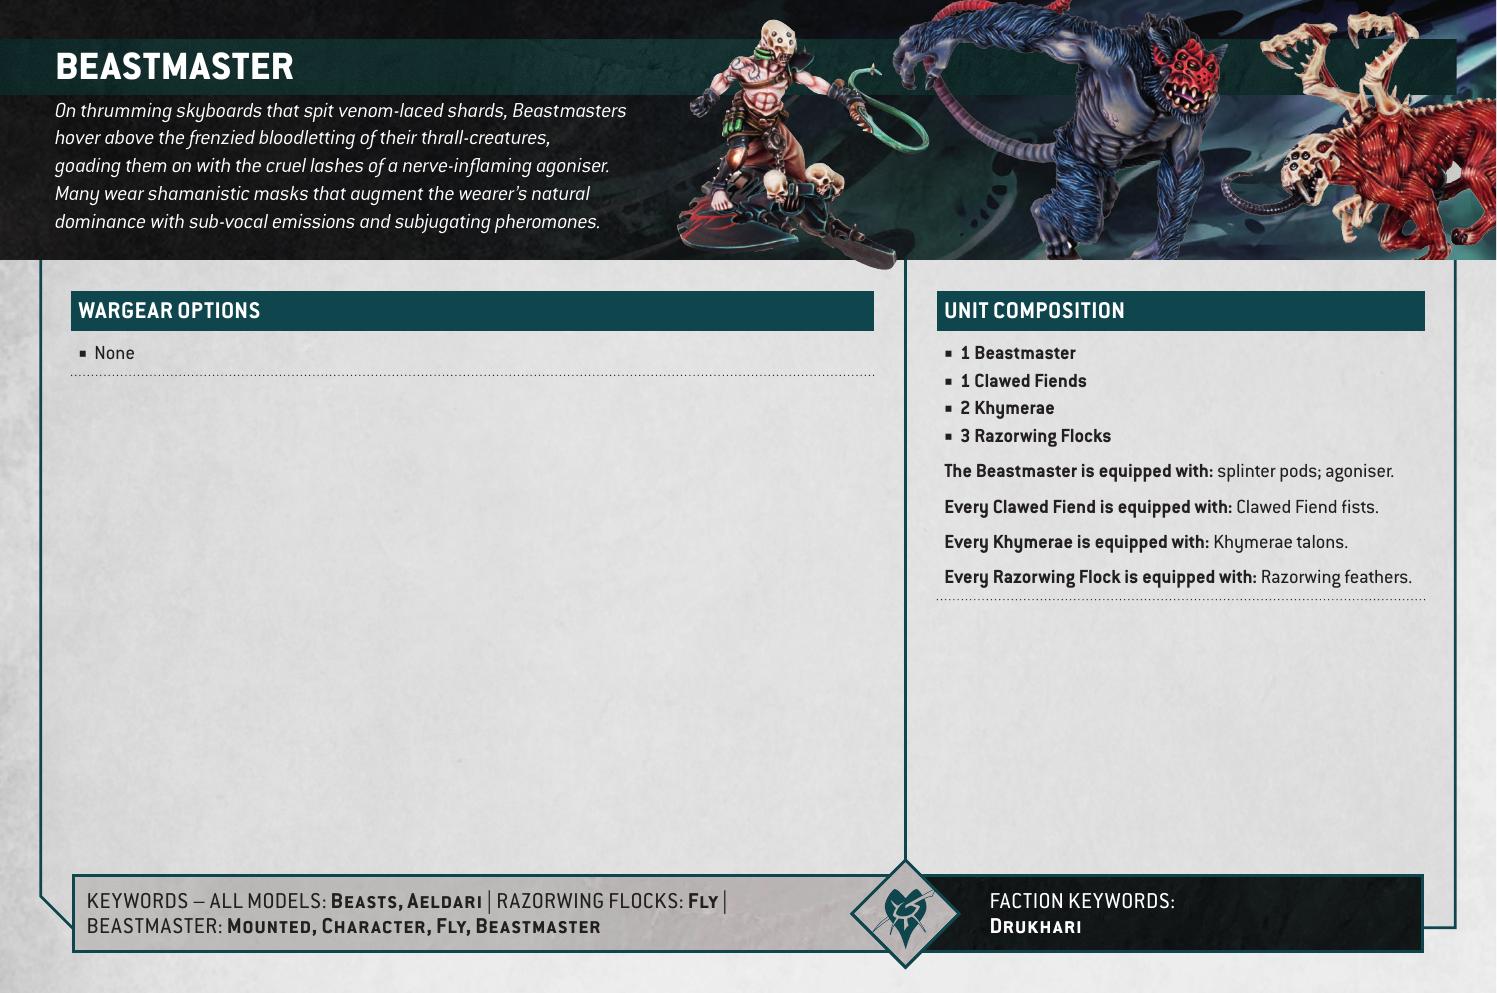 BEASTMASTER
On thrumming skyboards that spit venom-laced shards, Beastmasters
hover above the frenzied bloodletting of their thrall-creatures,
goading them on with the cruel lashes of a nerve-inflaming agoniser.
Many wear shamanistic masks that augment the wearer's natural
dominance with sub-vocal emissions and subjugating pheromones.
WARGEAR OPTIONS
▪ None
UNIT COMPOSITION
▪ 1 Beastmaster
▪ 1 Clawed Fiends
▪ 2 Khymerae
▪ 3 Razorwing Flocks
The Beastmaster is equipped with: splinter pods; agoniser.
Every Clawed Fiend is equipped with: Clawed Fiend fists.
Every Khymerae is equipped with: Khymerae talons.
Every Razorwing Flock is equipped with: Razorwing feathers.
KEYWORDS – ALL MODELS: Beasts, Aeldari | RAZORWING FLOCKS: Fly |
BEASTMASTER: Mounted, Character, Fly, Beastmaster
FACTION KEYWORDS:
Drukhari